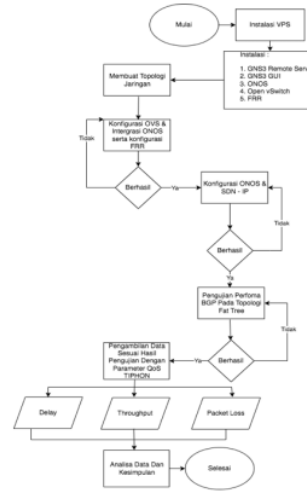 Mulai
Instalasi VPS
Instalasi :
1. GNS3 Remote Serv
2. GNS3 GUI
3. ONOS
4. Open vSwitch
5. FRR
Membuat Topologi
Jaringan
Konfigurasi OVS &
Intergrasi ONOS
serta konfigurasi
FRR
Tidak
Berhasil
Ya
Konfigurasi ONOS &
SDN - IP
Tidak
Berhasil
Ya
Pengujian Perfoma
BGP Pada Topologi
Fat Tree
Tidak
Berhasil
Ya
Pengambilan Data
Sesuai Hasil
Pengujian Dengan
Parameter QoS
TIPHON
Delay
Throughput
Packet Loss
Analisa Data Dan
Kesimpulan
Selesai